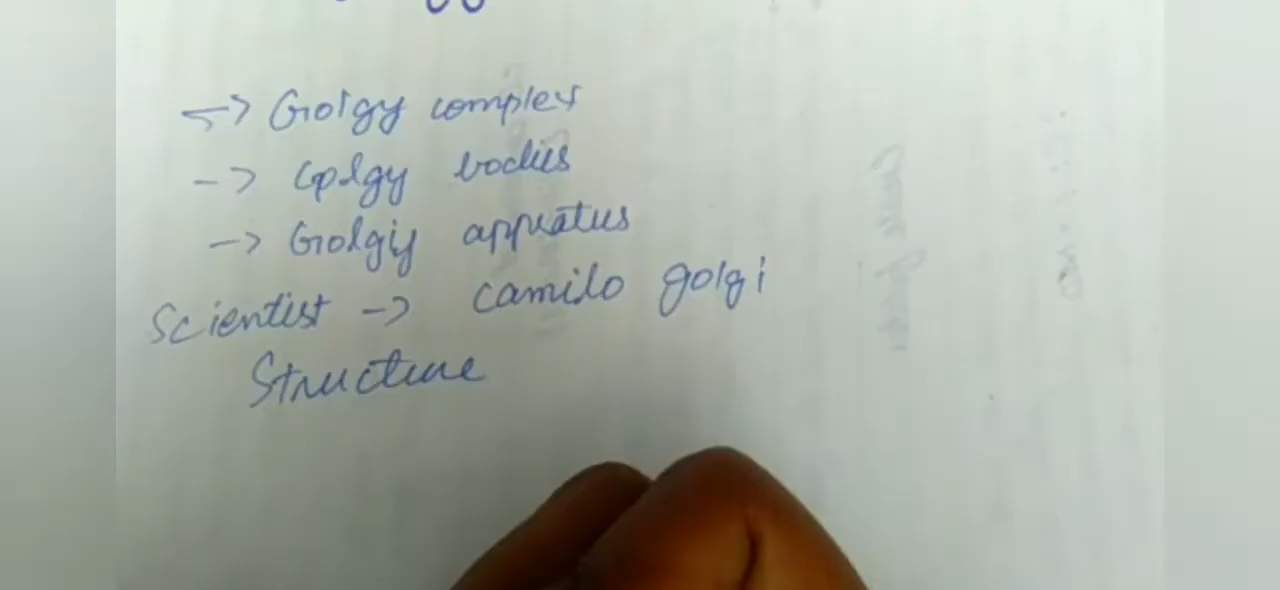 -> Golgy complex
-> Golgy bodies
-> Golgiy appratus
Scientist -> Camilo golgi
Structure